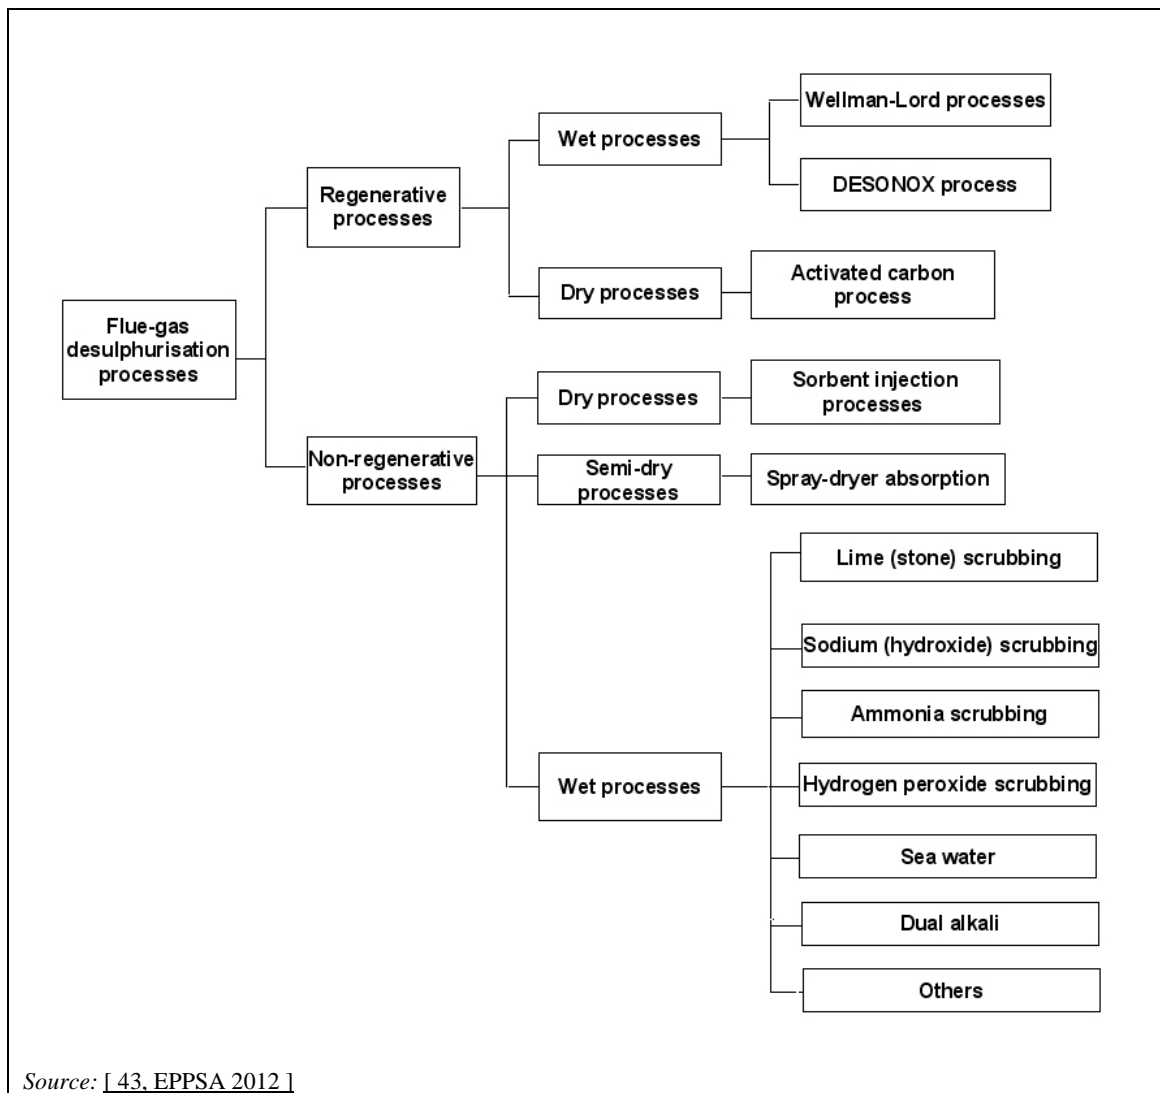 Flue-gas
desulphurisation
processes
Regenerative
processes
Wet processes
Wellman-Lord processes
DESONOX process
Dry processes
Activated carbon
process
Non-regenerative
processes
Dry processes
Sorbent injection
processes
Semi-dry
processes
Spray-dryer absorption
Wet processes
Lime (stone) scrubbing
Sodium (hydroxide) scrubbing
Ammonia scrubbing
Hydrogen peroxide scrubbing
Sea water
Dual alkali
Others
Source: [ 43, EPPSA 2012 ]